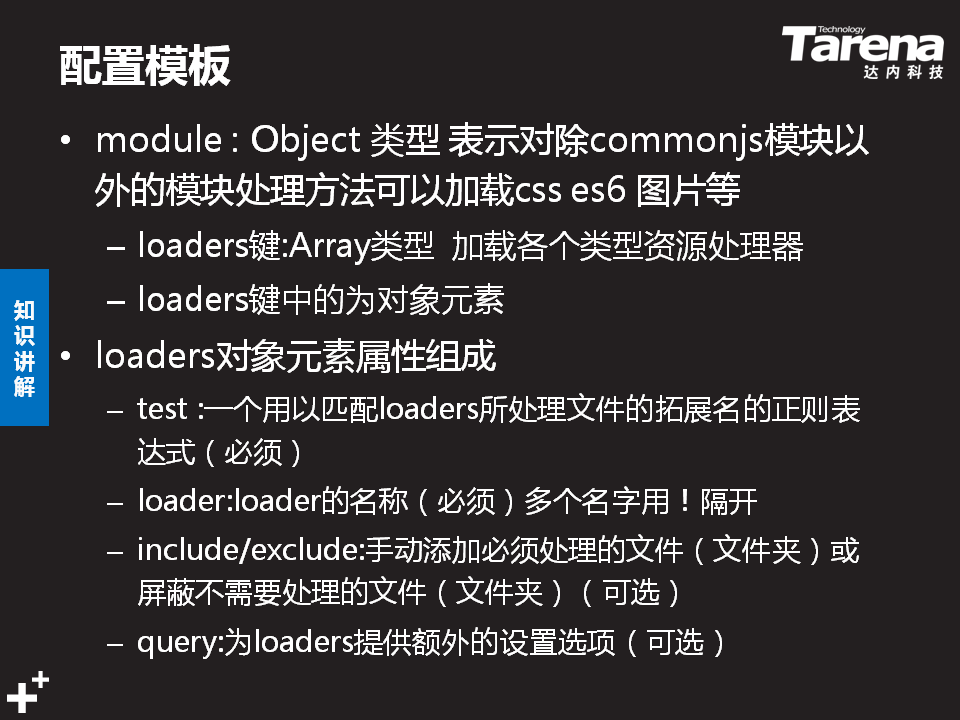 配置模板
Technology
Tarena
达内科技
• module : Object 类型 表示对除commonjs模块以
外的模块处理方法可以加载css es6 图片等
– loaders键:Array类型 加载各个类型资源处理器
– loaders键中的为对象元素
知识讲解
• loaders对象元素属性组成
– test :一个用以匹配loaders所处理文件的拓展名的正则表
达式（必须）
– loader:loader的名称（必须）多个名字用！隔开
– include/exclude:手动添加必须处理的文件（文件夹）或
屏蔽不需要处理的文件（文件夹）（可选）
– query:为loaders提供额外的设置选项（可选）